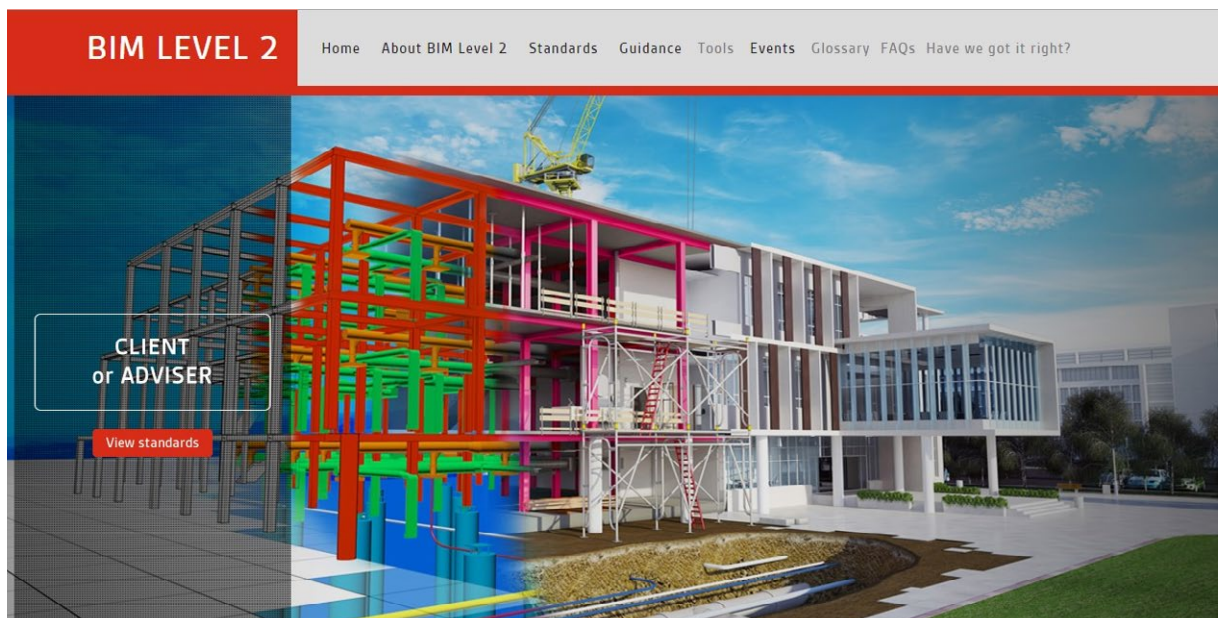 BIM LEVEL 2
Home About BIM Level 2 Standards Guidance Tools Events Glossary FAQs Have we got it right?
CLIENT
or ADVISER
View standards